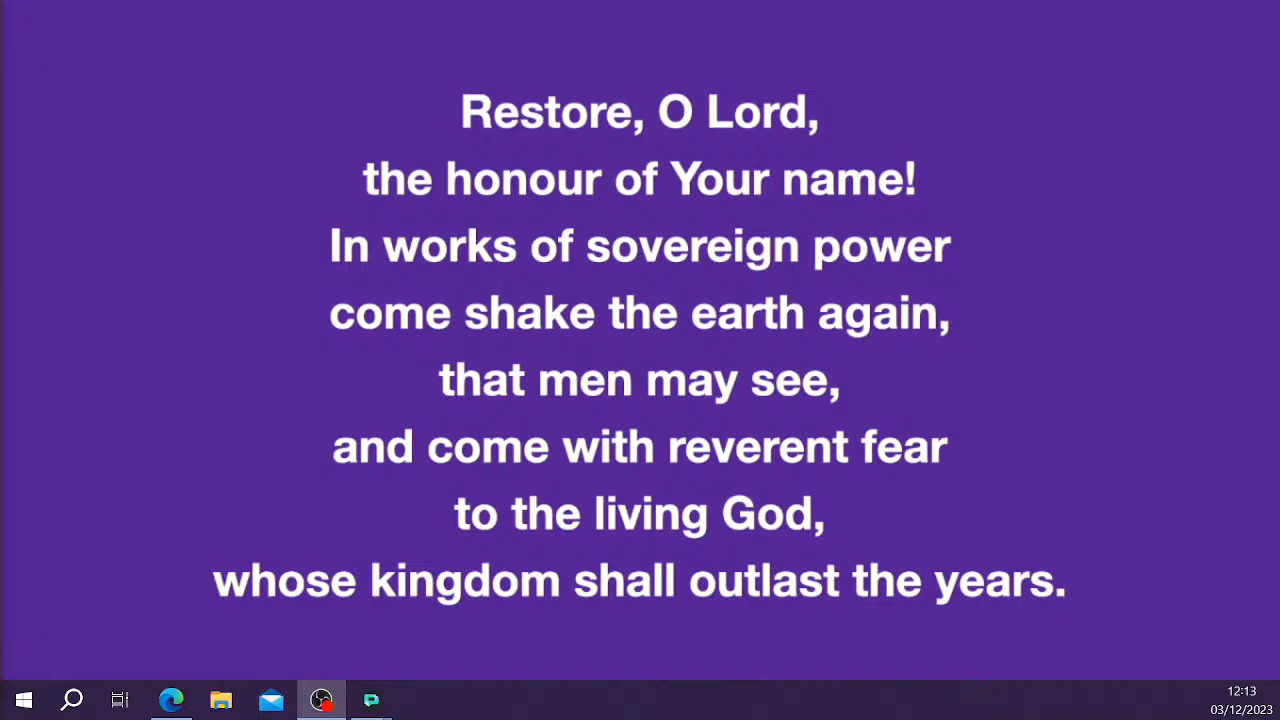 Restore, O Lord,
the honour of Your name!
In works of sovereign power
come shake the earth again,
that men may see,
and come with reverent fear
to the living God,
whose kingdom shall outlast the years.
12:13
03/12/2023